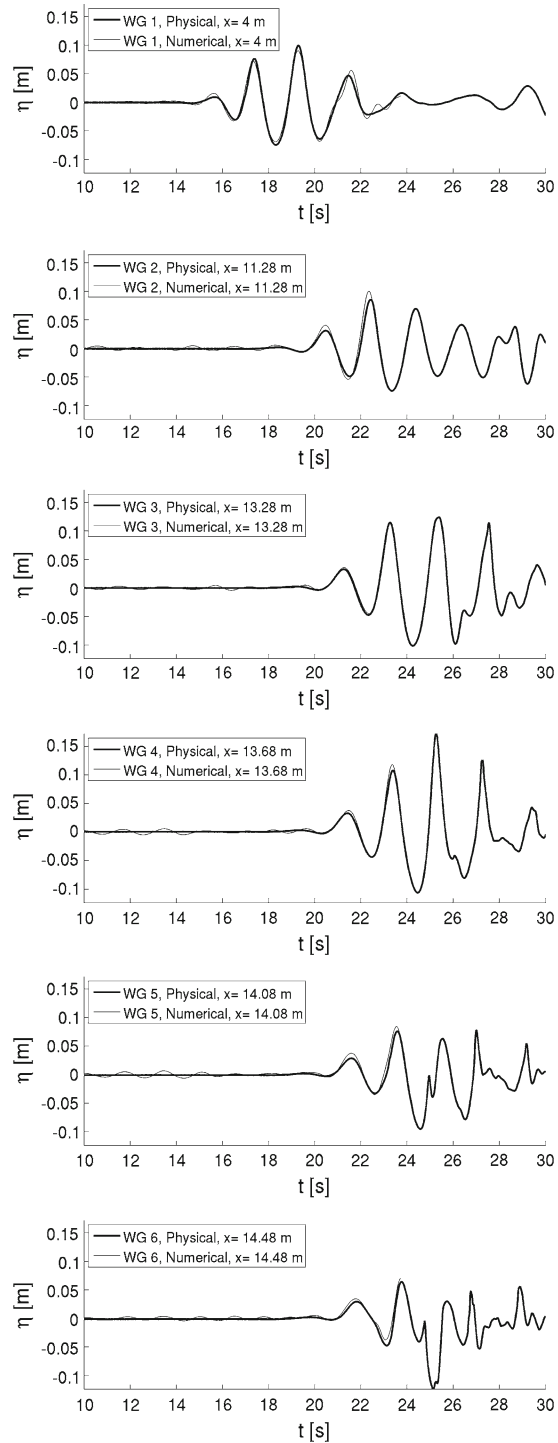 WG 1, Physical, x= 4 m
WG 1, Numerical, x= 4 m
η [m]
0.15
0.1
0.05
0
-0.05
-0.1
10 12 14 16 18 20 22 24 26 28 30
t [s]
WG 2, Physical, x= 11.28 m
WG 2, Numerical, x= 11.28 m
η [m]
0.15
0.1
0.05
0
-0.05
-0.1
10 12 14 16 18 20 22 24 26 28 30
t [s]
WG 3, Physical, x= 13.28 m
WG 3, Numerical, x= 13.28 m
η [m]
0.15
0.1
0.05
0
-0.05
-0.1
10 12 14 16 18 20 22 24 26 28 30
t [s]
WG 4, Physical, x= 13.68 m
WG 4, Numerical, x= 13.68 m
η [m]
0.15
0.1
0.05
0
-0.05
-0.1
10 12 14 16 18 20 22 24 26 28 30
t [s]
WG 5, Physical, x= 14.08 m
WG 5, Numerical, x= 14.08 m
η [m]
0.15
0.1
0.05
0
-0.05
-0.1
10 12 14 16 18 20 22 24 26 28 30
t [s]
WG 6, Physical, x= 14.48 m
WG 6, Numerical, x= 14.48 m
η [m]
0.15
0.1
0.05
0
-0.05
-0.1
10 12 14 16 18 20 22 24 26 28 30
t [s]